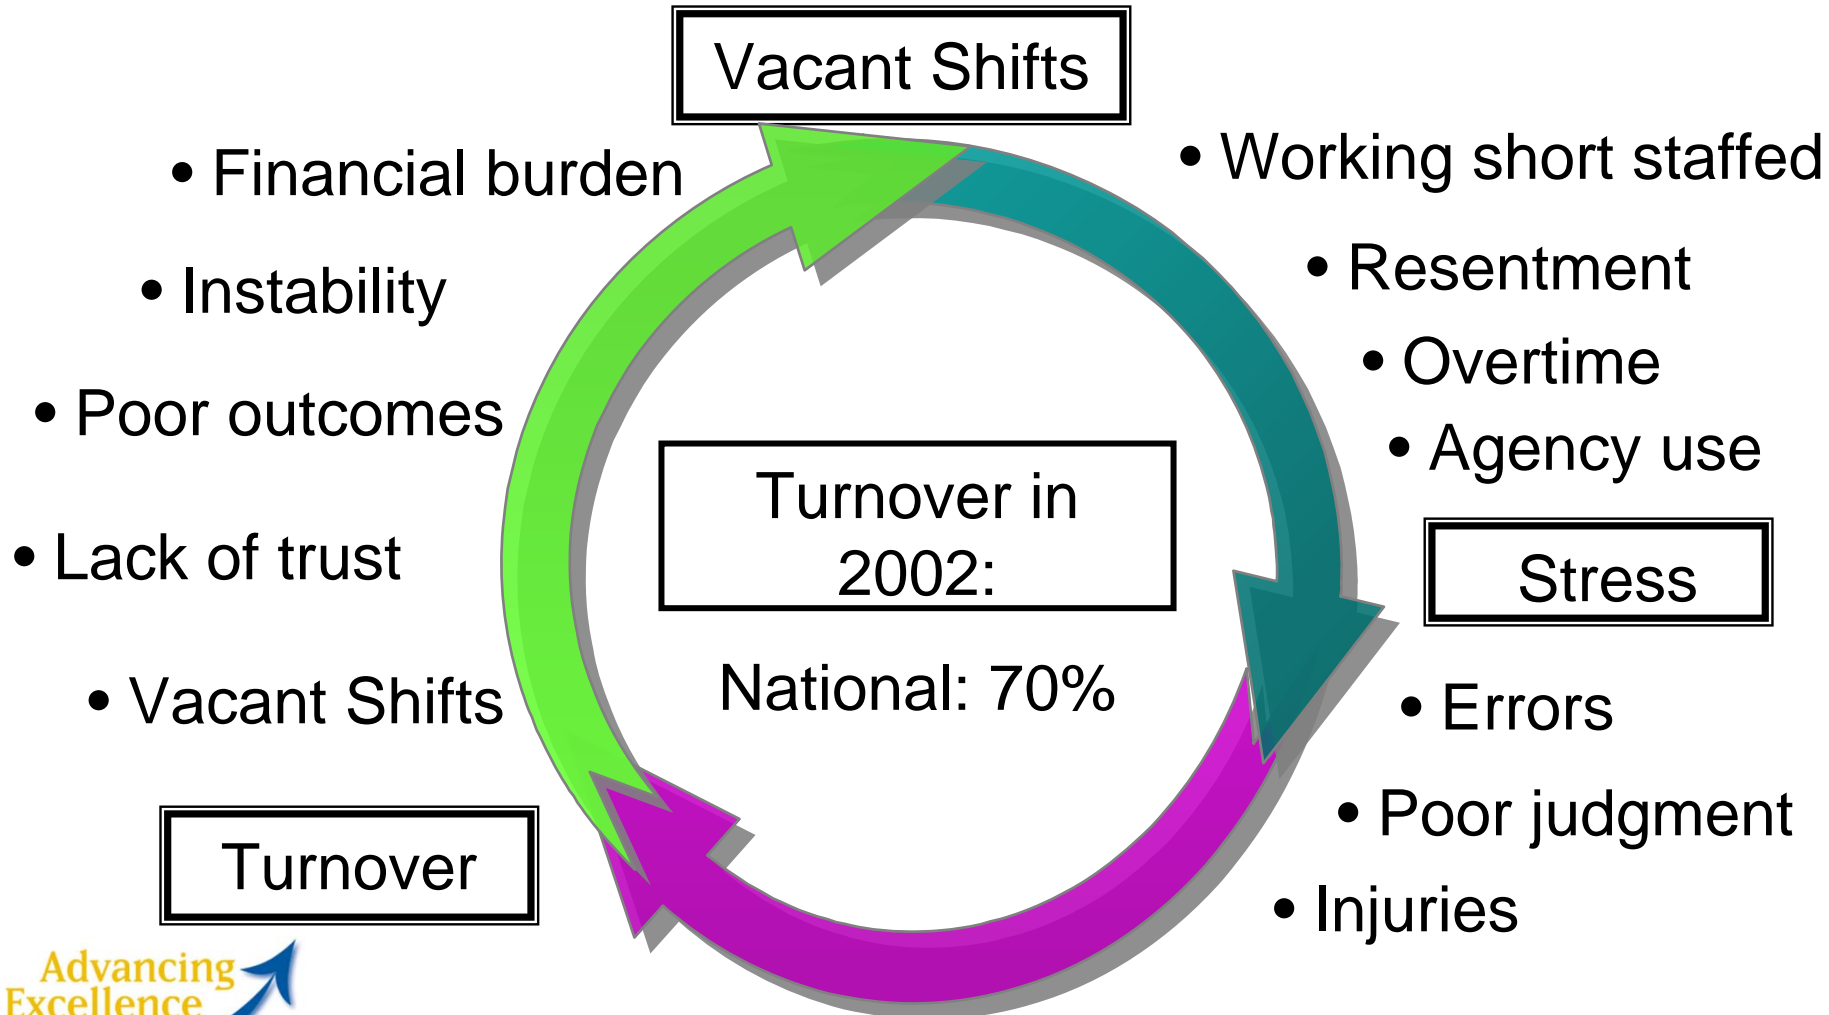 Vacant Shifts
• Working short staffed
• Resentment
• Overtime
• Agency use
Stress
• Errors
• Poor judgment
• Injuries
Turnover
• Vacant Shifts
• Lack of trust
• Poor outcomes
• Instability
• Financial burden
Turnover in
2002:
National: 70%
Advancing
Excellence